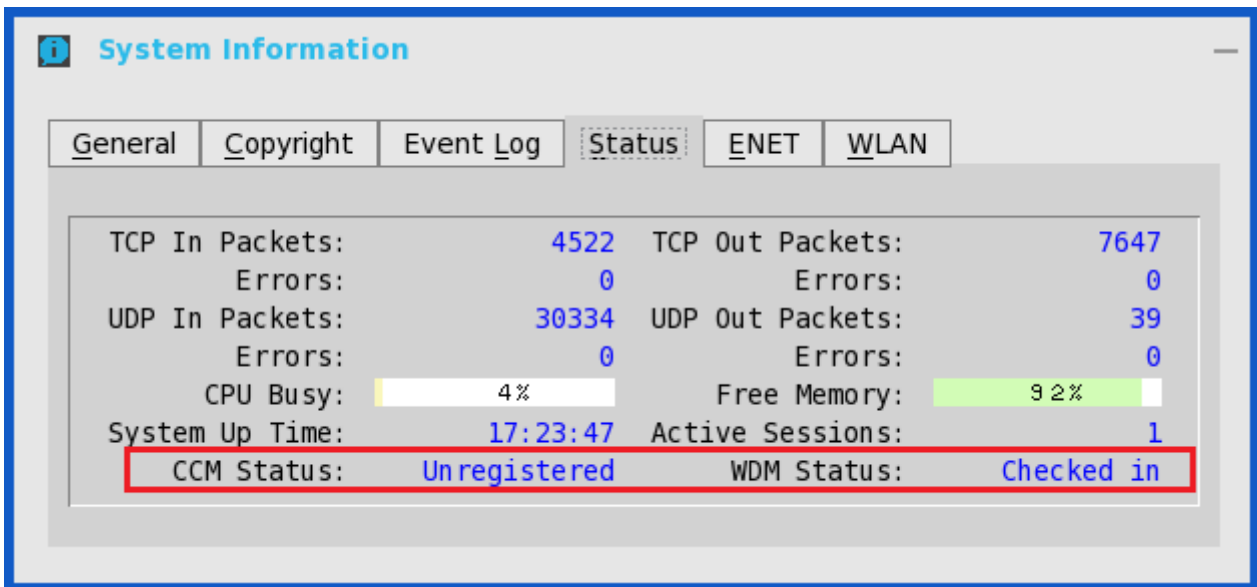 System Information
General Copyright Event Log Status ENET WLAN
TCP In Packets: 4522 TCP Out Packets: 7647
Errors: 0 Errors: 0
UDP In Packets: 30334 UDP Out Packets: 39
Errors: 0 Errors: 0
CPU Busy: 4% Free Memory: 92%
System Up Time: 17:23:47 Active Sessions: 1
CCM Status: Unregistered WDM Status: Checked in